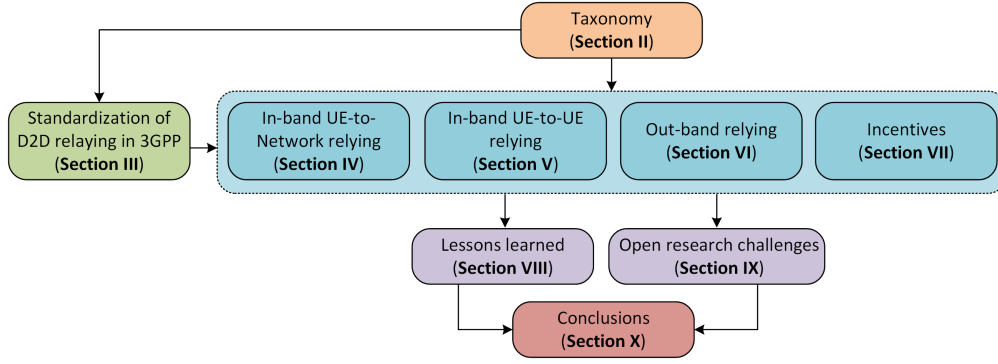 Taxonomy
(Section II)
Standardization of
D2D relaying in 3GPP
(Section III)
In-band UE-to-
Network relying
(Section IV)
In-band UE-to-UE
relying
(Section V)
Out-band relying
(Section VI)
Incentives
(Section VII)
Lessons learned
(Section VIII)
Open research challenges
(Section IX)
Conclusions
(Section X)